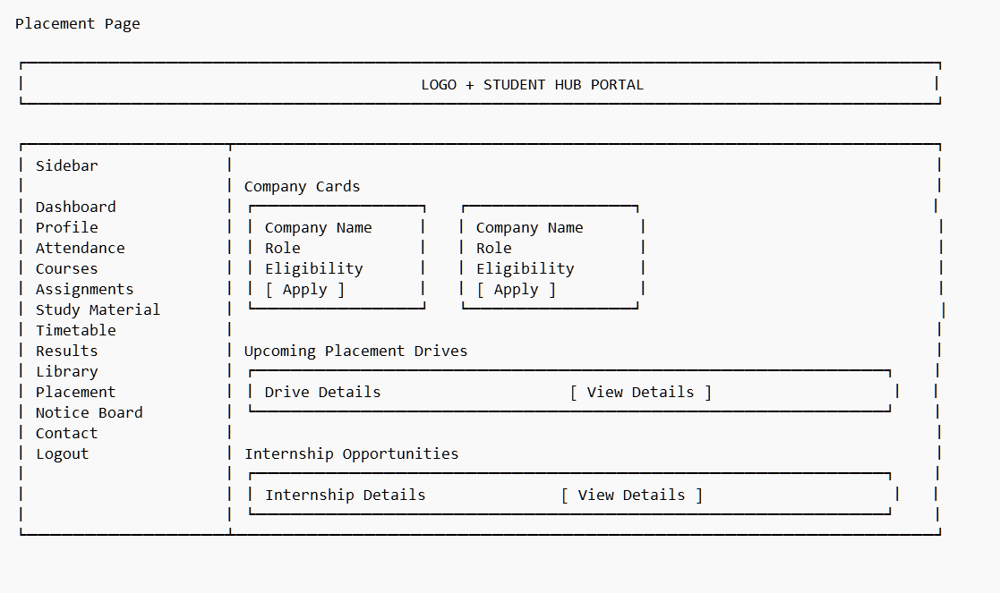 Placement Page
LOGO + STUDENT HUB PORTAL
Sidebar
Dashboard
Profile
Attendance
Courses
Assignments
Study Material
Timetable
Results
Library
Placement
Notice Board
Contact
Logout
Company Cards
Company Name
Role
Eligibility
[ Apply ]
Company Name
Role
Eligibility
[ Apply ]
Upcoming Placement Drives
Drive Details [ View Details ]
Internship Opportunities
Internship Details [ View Details ]